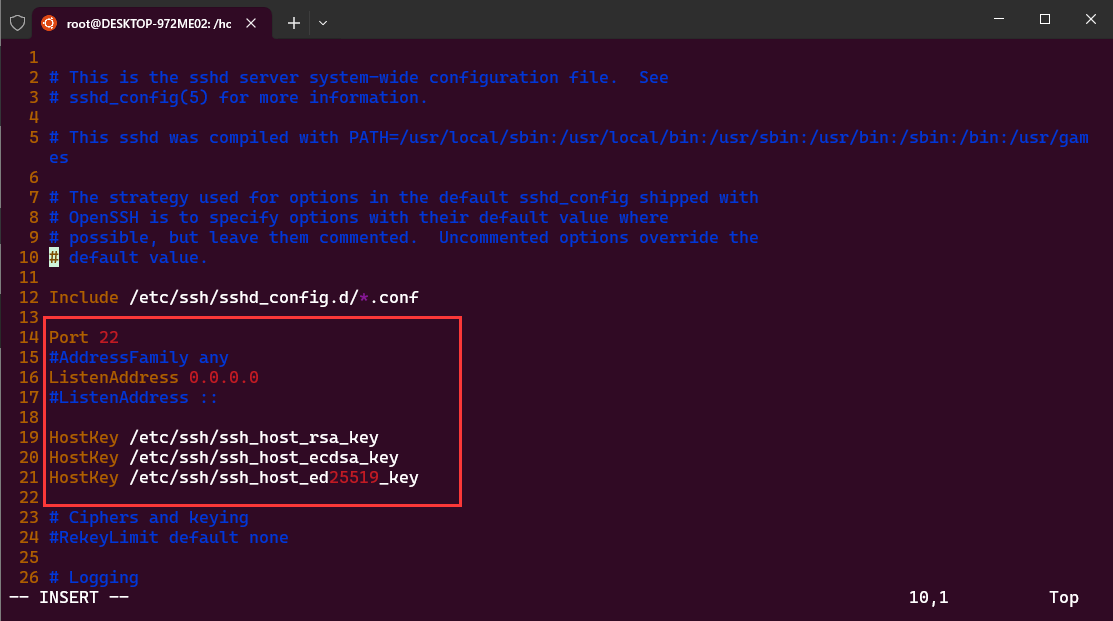 root@DESKTOP-972ME02: /hc
1
2 # This is the sshd server system-wide configuration file.  See
3 # sshd_config(5) for more information.
4
5 # This sshd was compiled with PATH=/usr/local/sbin:/usr/local/bin:/usr/sbin:/usr/bin:/sbin:/bin:/usr/gam
es
6
7 # The strategy used for options in the default sshd_config shipped with
8 # OpenSSH is to specify options with their default value where
9 # possible, but leave them commented.  Uncommented options override the
10 # default value.
11
12 Include /etc/ssh/sshd_config.d/*.conf
13
14 Port 22
15 #AddressFamily any
16 ListenAddress 0.0.0.0
17 #ListenAddress ::
18
19 HostKey /etc/ssh/ssh_host_rsa_key
20 HostKey /etc/ssh/ssh_host_ecdsa_key
21 HostKey /etc/ssh/ssh_host_ed25519_key
22
23 # Ciphers and keying
24 #RekeyLimit default none
25
26 # Logging
-- INSERT -- 10,1 Top